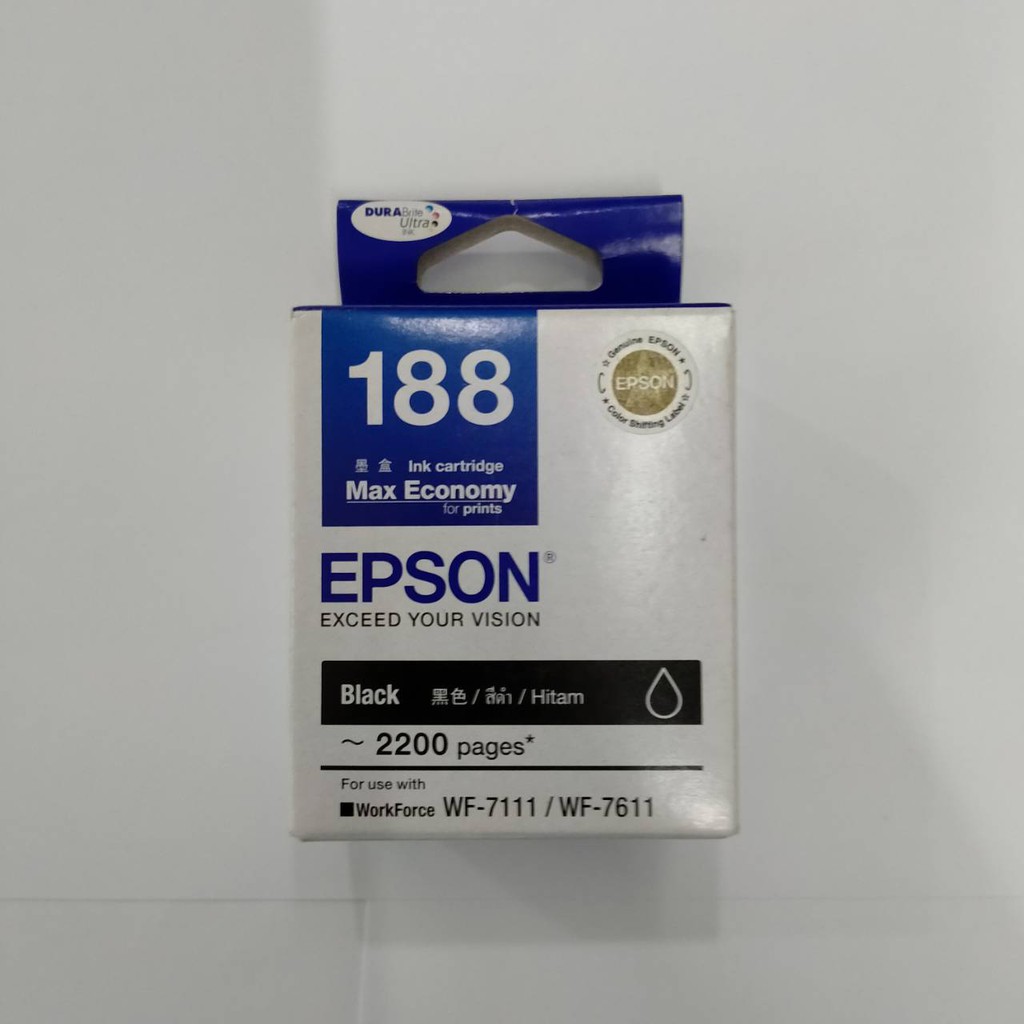 DURABrite
Ultra
INK
188
墨盒 Ink cartridge
Max Economy
for prints
☆ Genuine EPSON ★
EPSON
★ Color Shifting Label ☆
EPSON®
EXCEED YOUR VISION
Black 黑色 / สีดำ / Hitam
~ 2200 pages*
For use with
■WorkForce WF-7111 / WF-7611